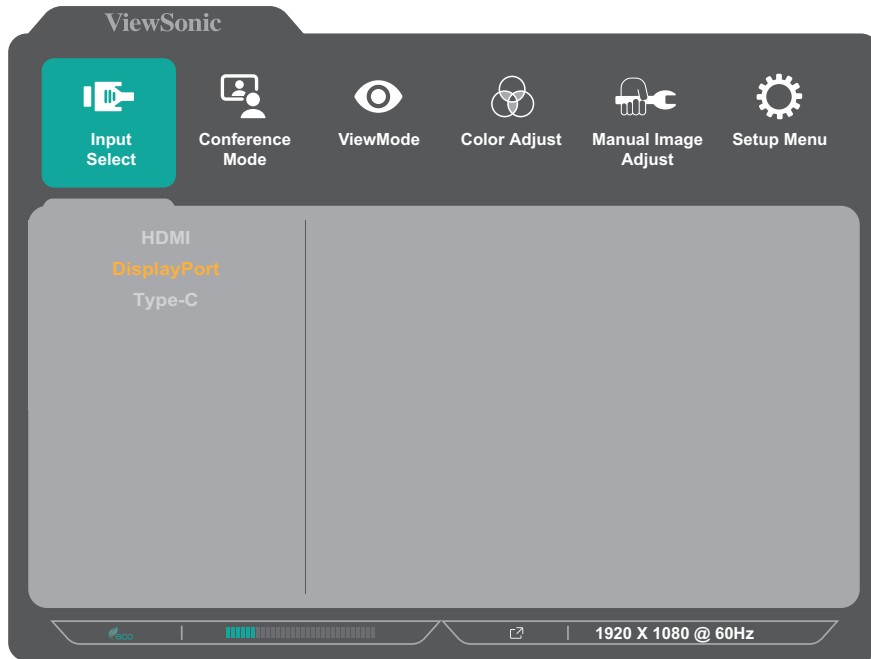 ViewSonic
Input
Select
Conference
Mode
ViewMode
Color Adjust
Manual Image
Adjust
Setup Menu
HDMI
DisplayPort
Type-C
eco
1920 X 1080 @ 60Hz